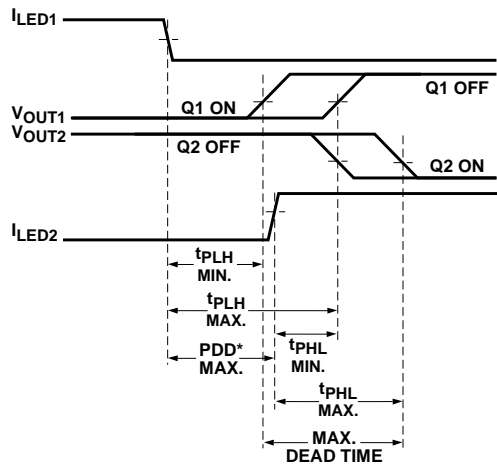 ILED1
VOUT1
Q1 ON
Q1 OFF
VOUT2
Q2 OFF
Q2 ON
ILED2
tPLH
MIN.
tPLH
MAX.
PDD*
MAX.
tPHL
MIN.
tPHL
MAX.
MAX.
DEAD TIME